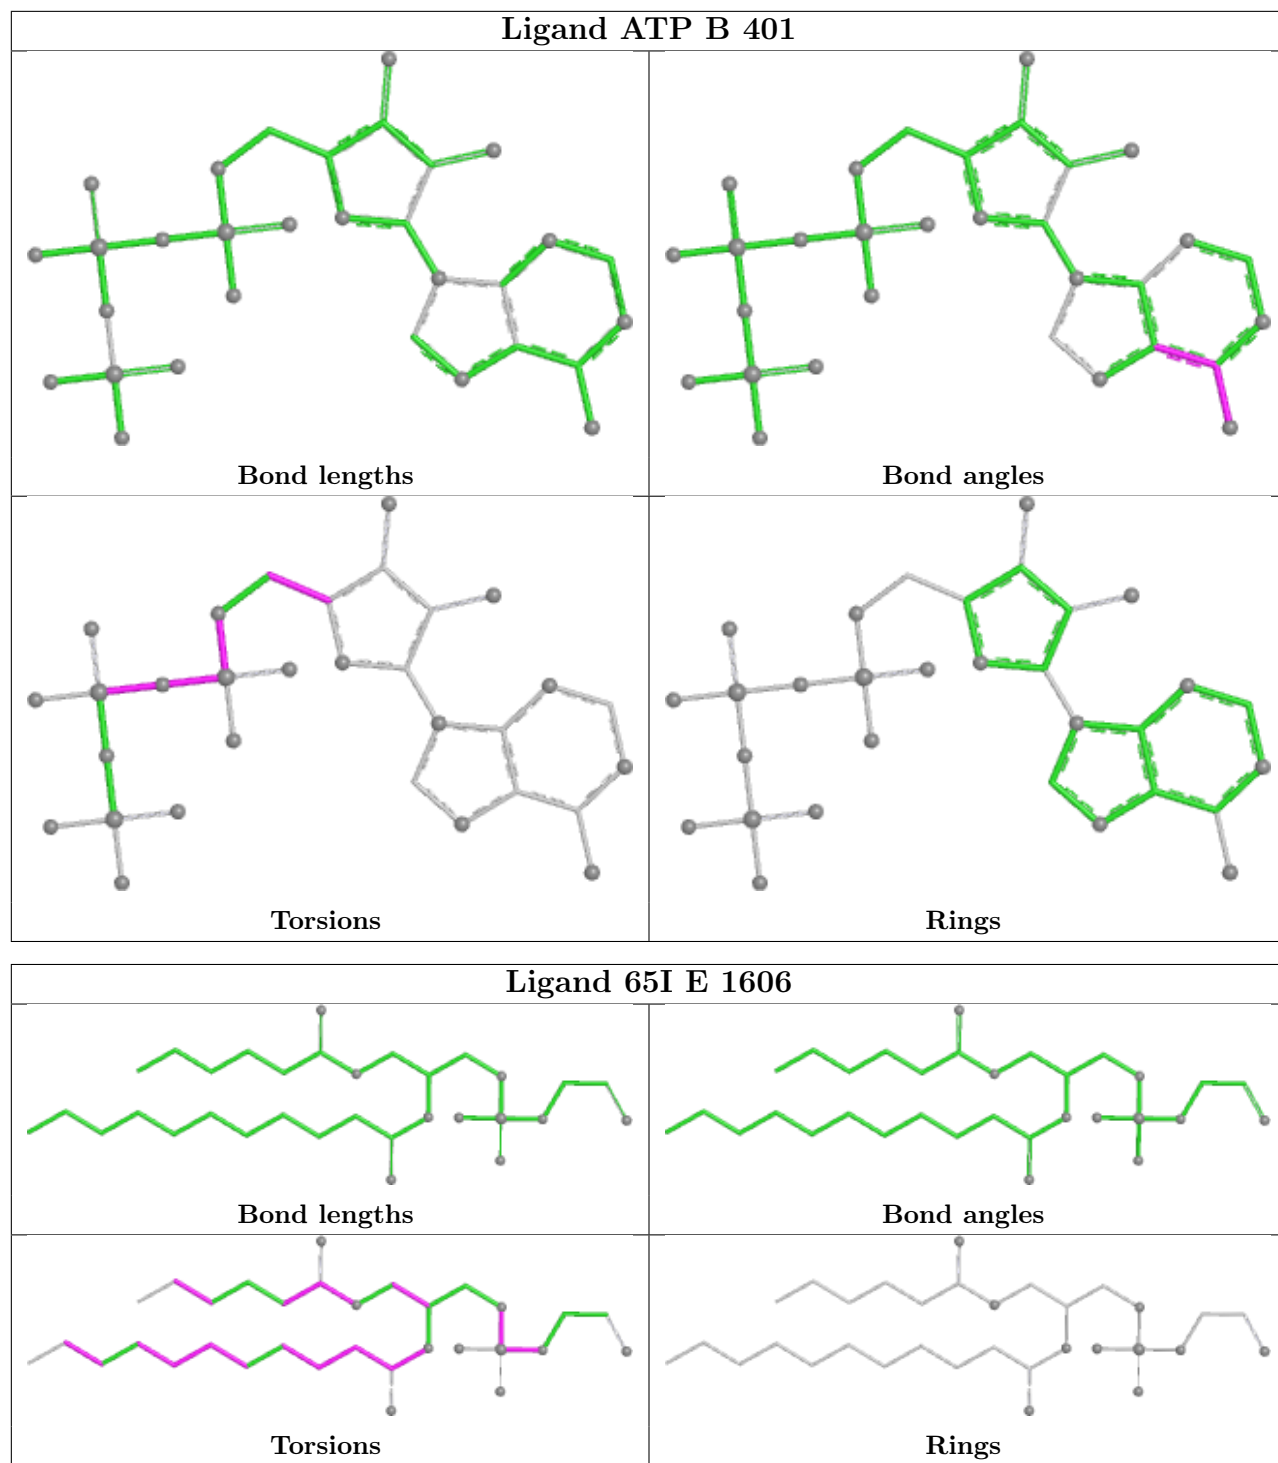 Ligand ATP B 401
Bond lengths
Bond angles
Torsions
Rings
Ligand 65I E 1606
Bond lengths
Bond angles
Torsions
Rings